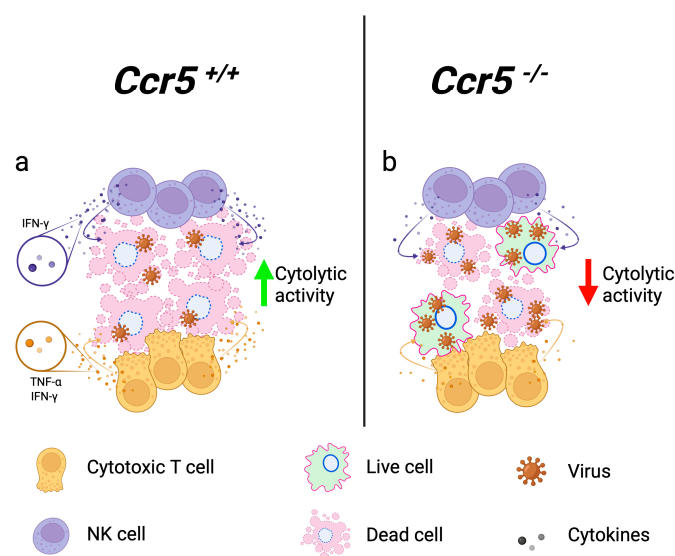 Ccr5 +/+
Ccr5 -/-
a
b
IFN-γ
Cytolytic
activity
Cytolytic
activity
TNF-α
IFN-γ
Cytotoxic T cell
Live cell
Virus
NK cell
Dead cell
Cytokines